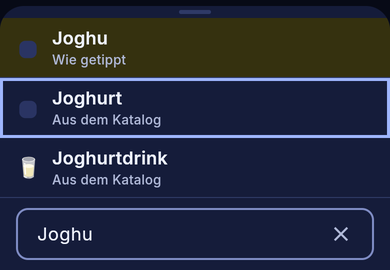 Joghu
Wie getippt
Joghurt
Aus dem Katalog
Joghurtdrink
Aus dem Katalog
Joghu